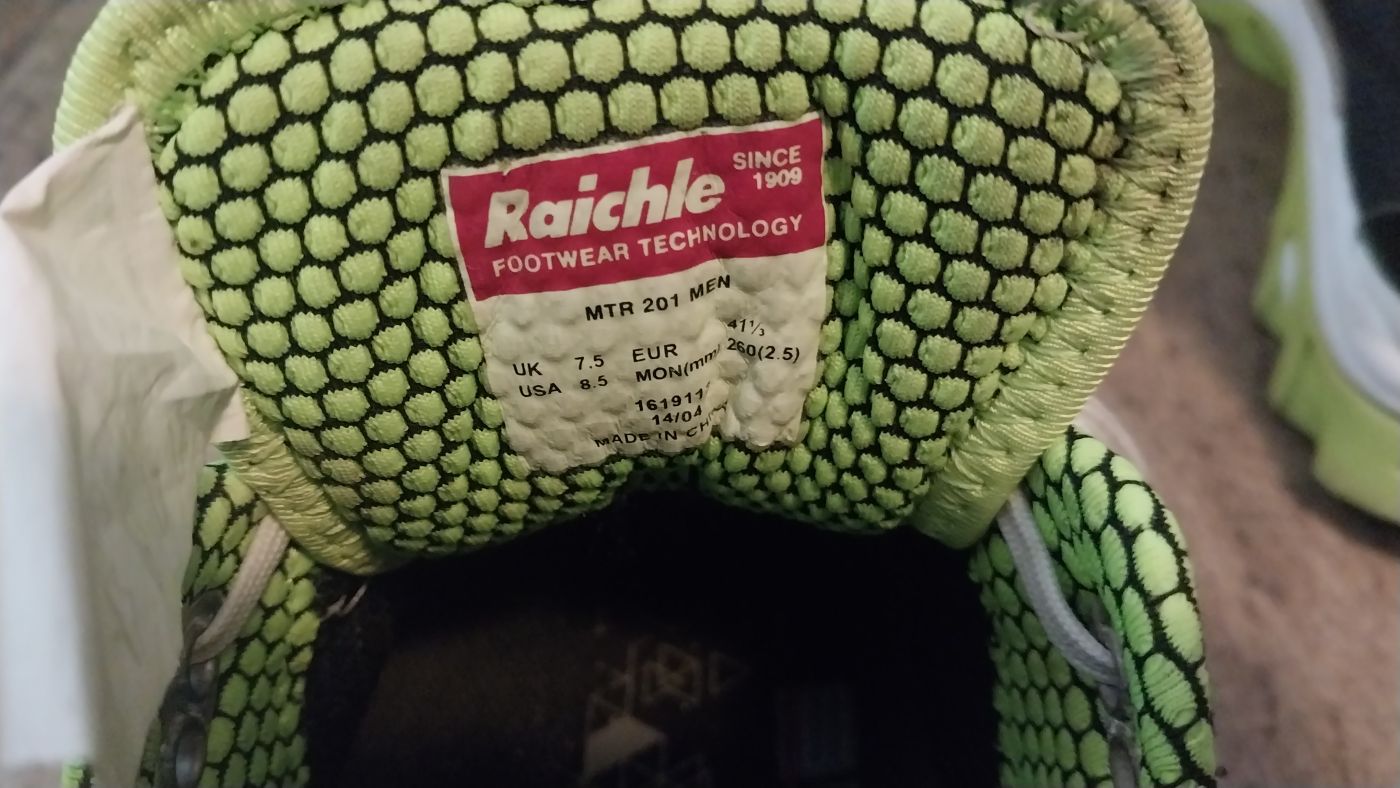 Raichle SINCE 1909
FOOTWEAR TECHNOLOGY
MTR 201 MEN
UK 7.5 EUR 41⅓
USA 8.5 MON(mm) 260(2.5)
14/04
MADE IN